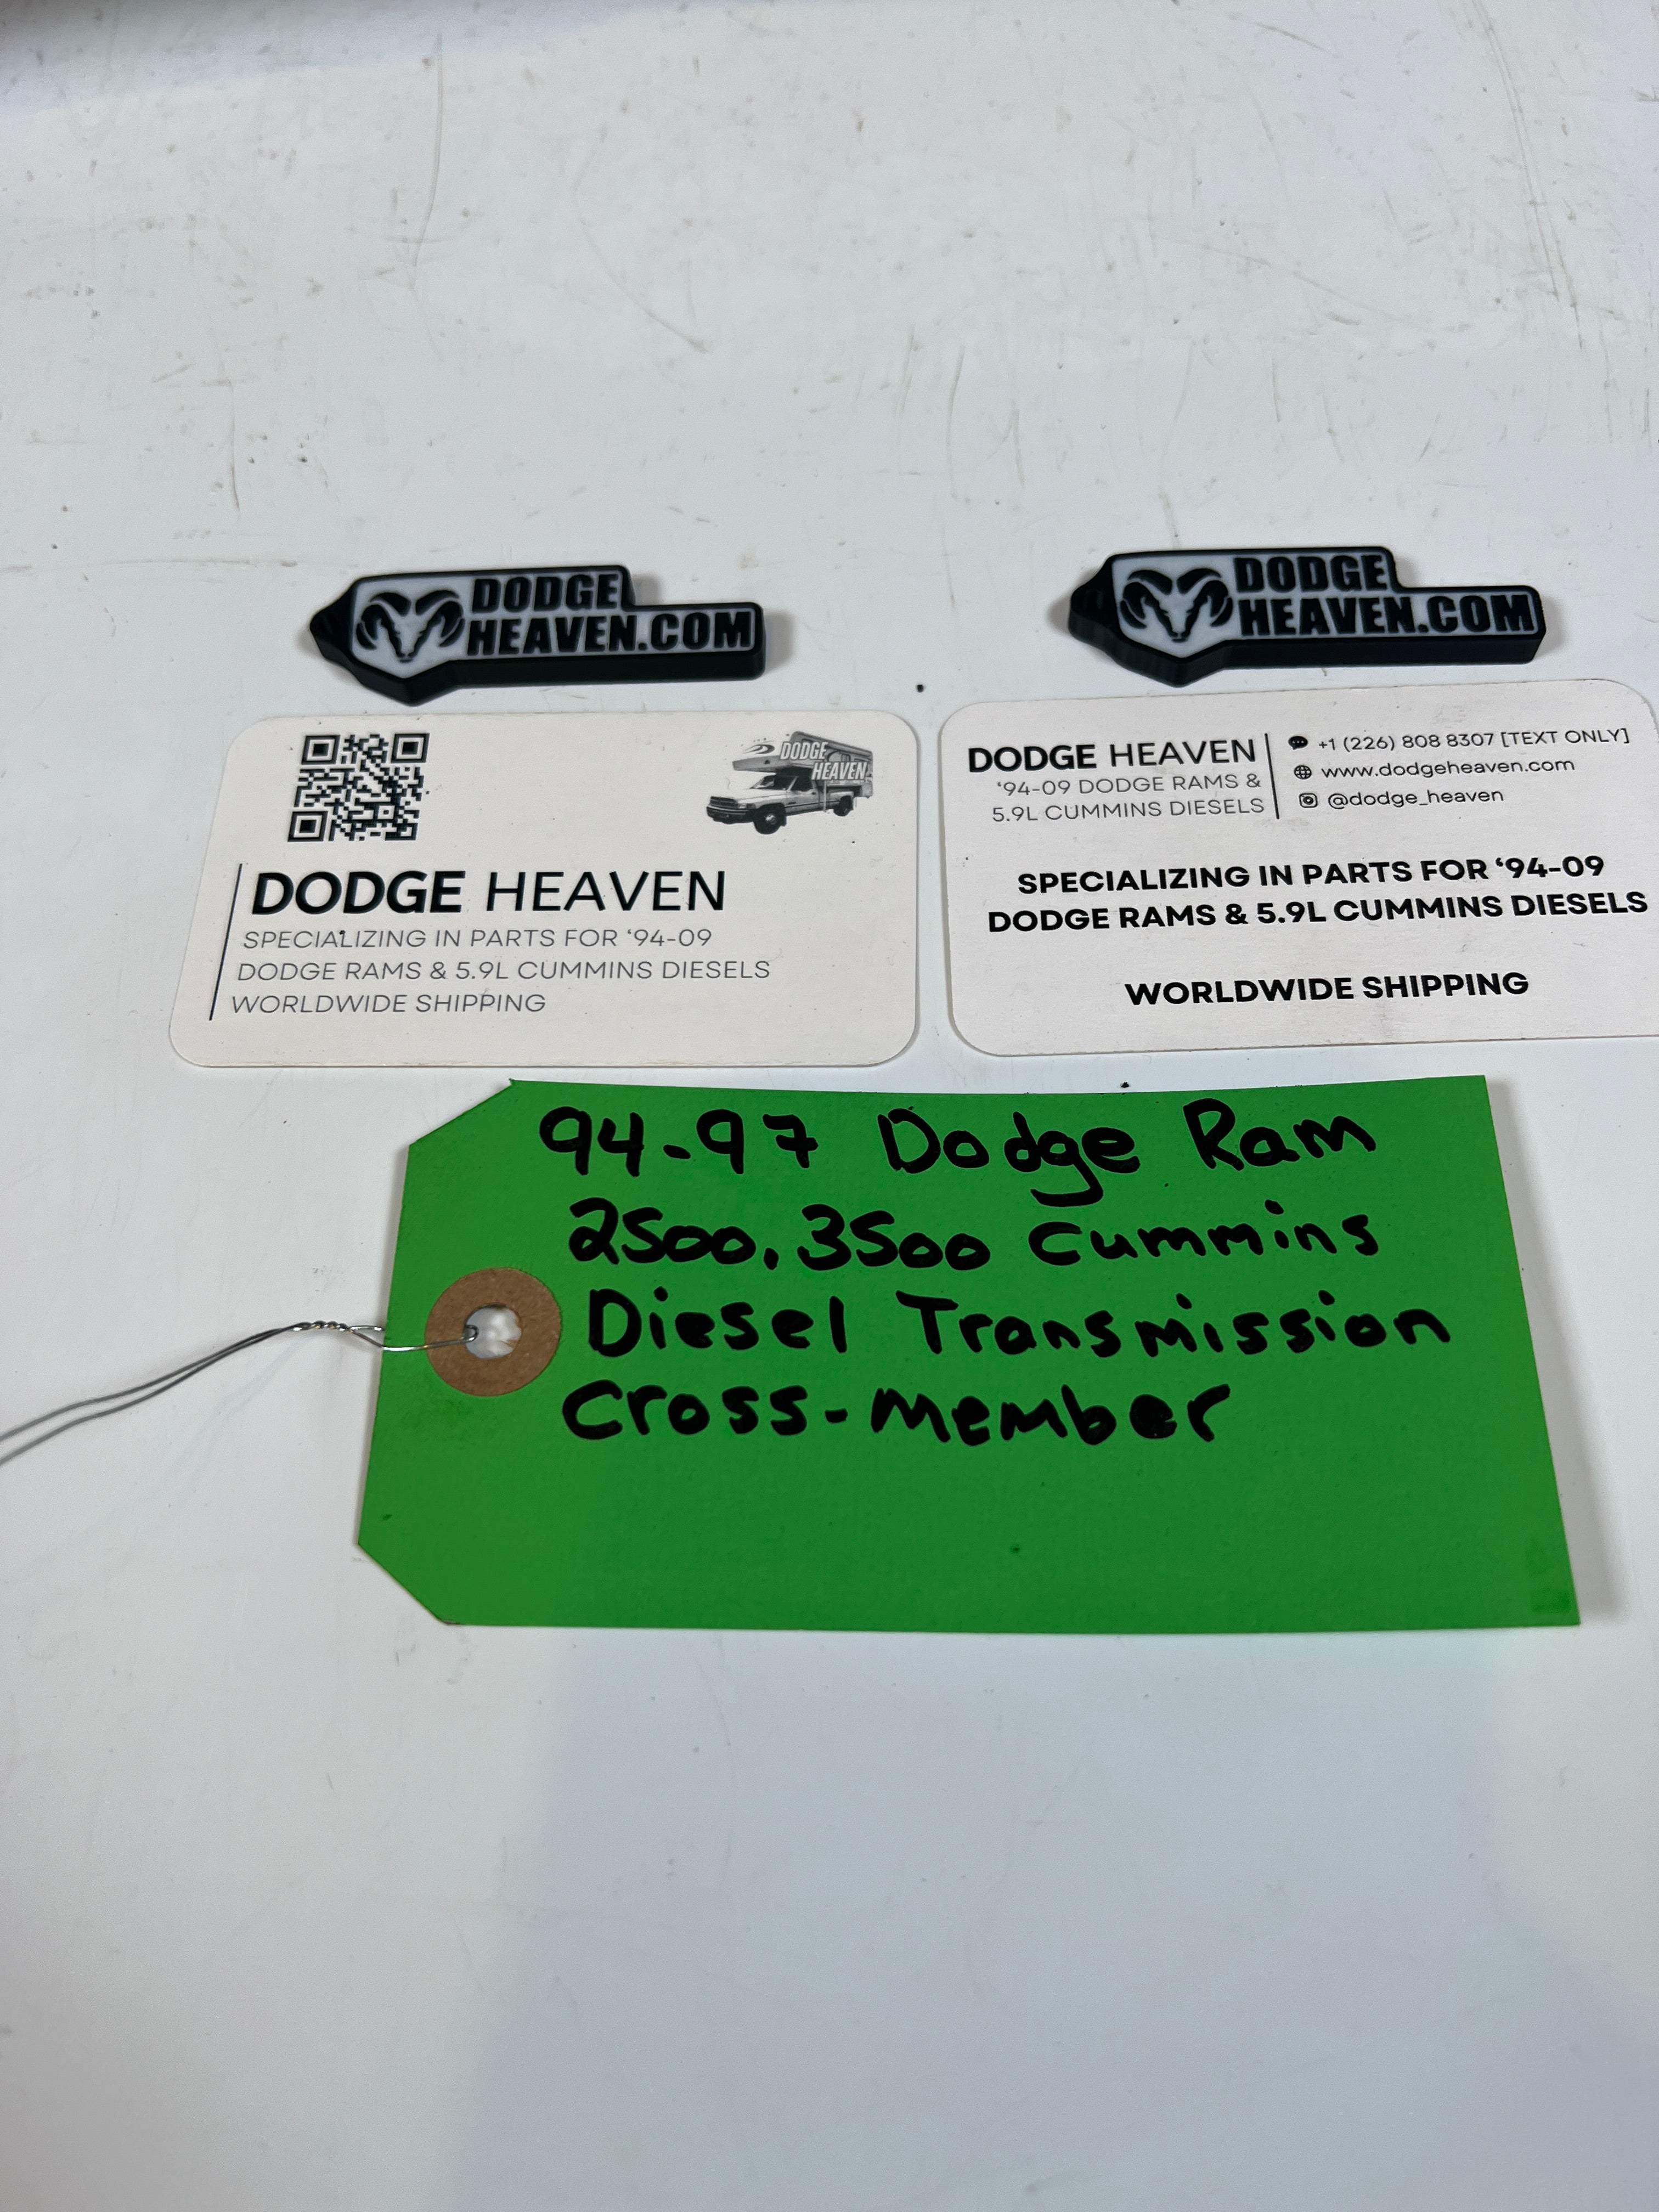 DODGE
HEAVEN.COM
DODGE
HEAVEN.COM
DODGE
HEAVEN
DODGE HEAVEN
SPECIALIZING IN PARTS FOR ‘94-09
DODGE RAMS & 5.9L CUMMINS DIESELS
WORLDWIDE SHIPPING
DODGE HEAVEN
‘94-09 DODGE RAMS &
5.9L CUMMINS DIESELS
+1 (226) 808 8307 [TEXT ONLY]
www.dodgeheaven.com
@dodge_heaven
SPECIALIZING IN PARTS FOR ‘94-09
DODGE RAMS & 5.9L CUMMINS DIESELS
WORLDWIDE SHIPPING
94-97 Dodge Ram
2500, 3500 Cummins
Diesel Transmission
Cross-member